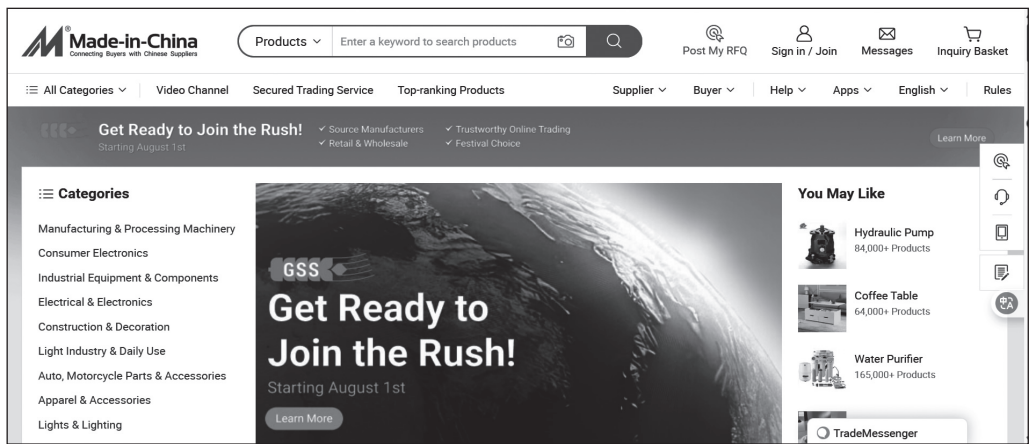 Made-in-China
®
Connecting Buyers with Chinese Suppliers
Products
Enter a keyword to search products
Post My RFQ
Sign in / Join
Messages
Inquiry Basket
All Categories
Video Channel
Secured Trading Service
Top-ranking Products
Supplier
Buyer
Help
Apps
English
Rules
Get Ready to Join the Rush!
Starting August 1st
✓ Source Manufacturers
✓ Trustworthy Online Trading
✓ Retail & Wholesale
✓ Festival Choice
Learn More
Categories
Manufacturing & Processing Machinery
Consumer Electronics
Industrial Equipment & Components
Electrical & Electronics
Construction & Decoration
Light Industry & Daily Use
Auto, Motorcycle Parts & Accessories
Apparel & Accessories
Lights & Lighting
GSS
Get Ready to
Join the Rush!
Starting August 1st
Learn More
You May Like
Hydraulic Pump
84,000+ Products
Coffee Table
64,000+ Products
Water Purifier
165,000+ Products
TradeMessenger